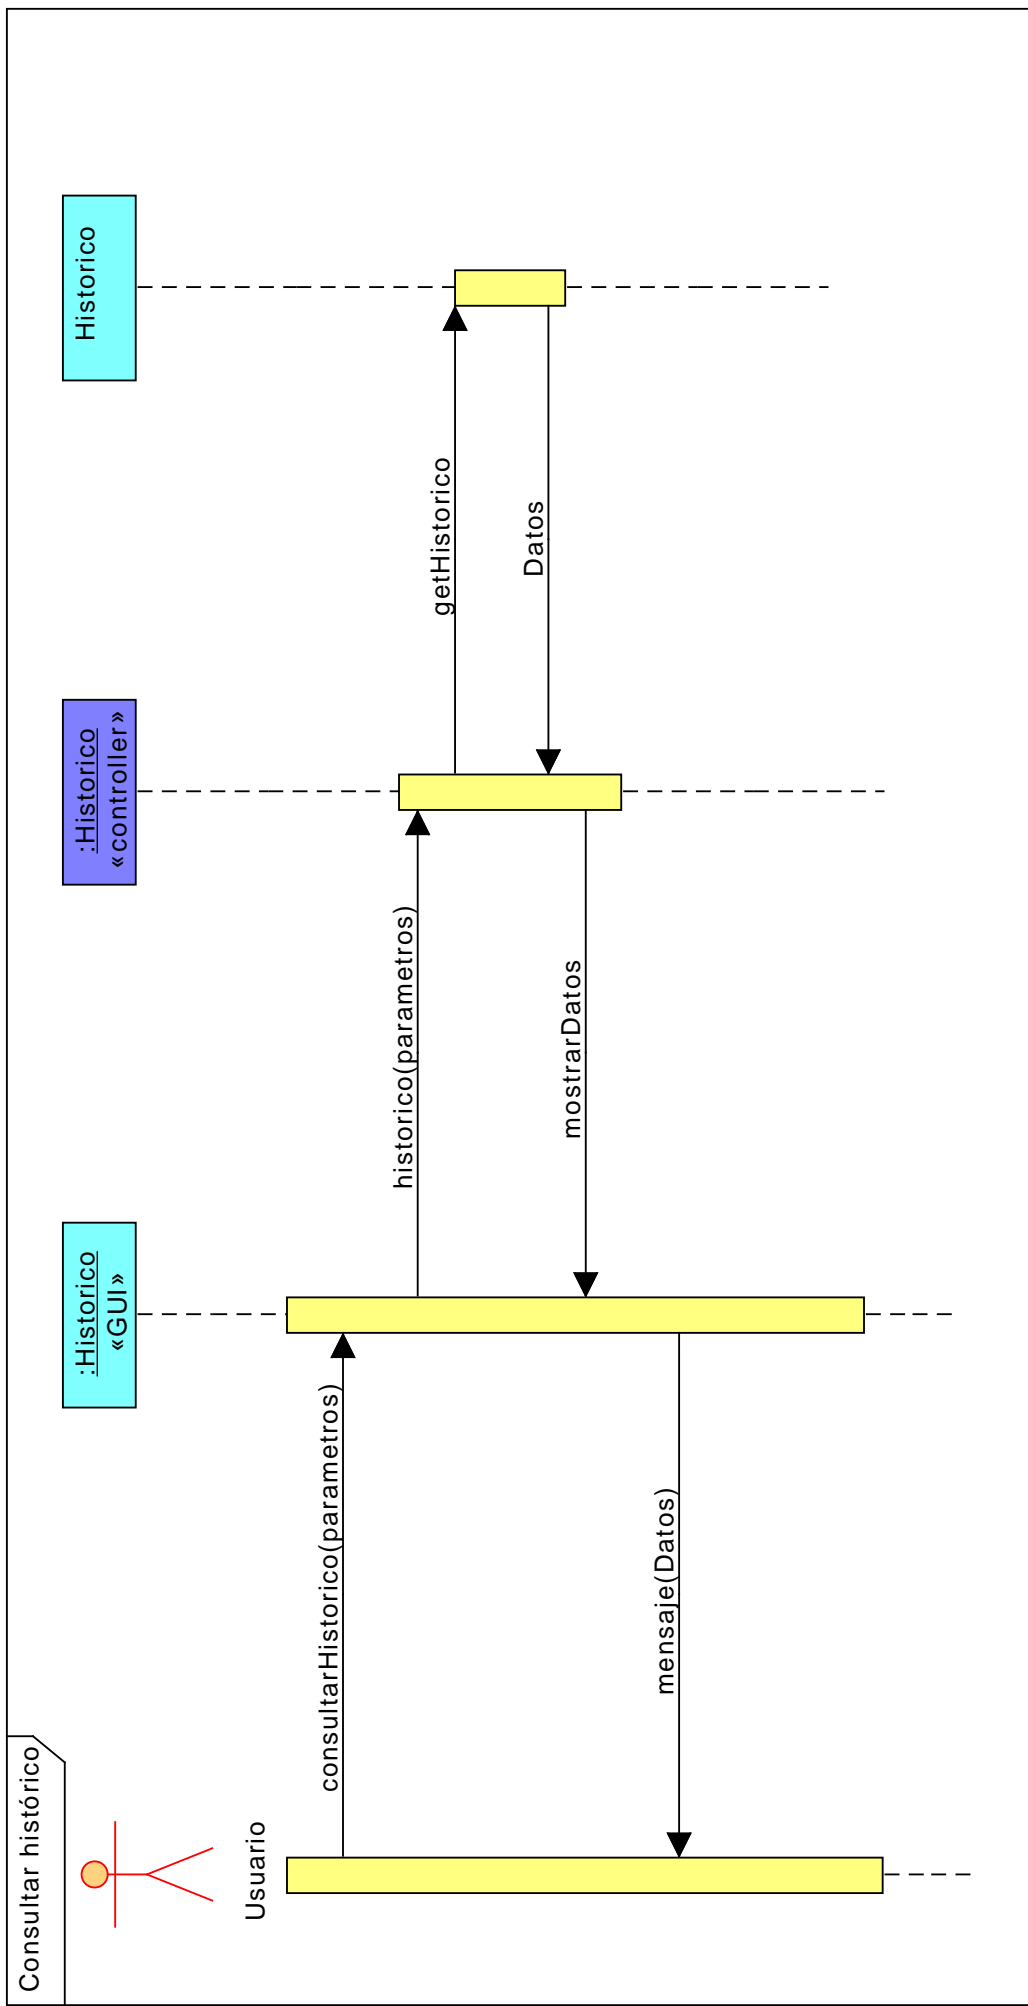 Consultar histórico
Usuario
:Historico
«GUI»
:Historico
«controller»
Historico
consultarHistorico(parametros)
historico(parametros)
getHistorico
Datos
mostrarDatos
mensaje(Datos)